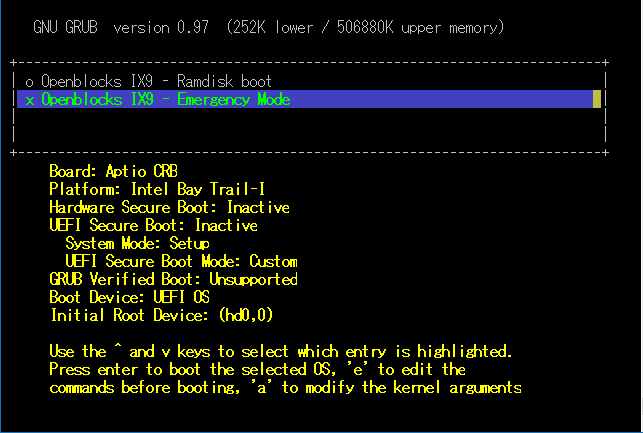 GNU GRUB version 0.97 (252K lower / 506880K upper memory)
o Openblocks IX9 - Ramdisk boot
x Openblocks IX9 - Emergency Mode
Board: Aptio CRB
Platform: Intel Bay Trail-I
Hardware Secure Boot: Inactive
UEFI Secure Boot: Inactive
System Mode: Setup
UEFI Secure Boot Mode: Custom
GRUB Verified Boot: Unsupported
Boot Device: UEFI OS
Initial Root Device: (hd0,0)
Use the ^ and v keys to select which entry is highlighted.
Press enter to boot the selected OS, 'e' to edit the
commands before booting, 'a' to modify the kernel arguments